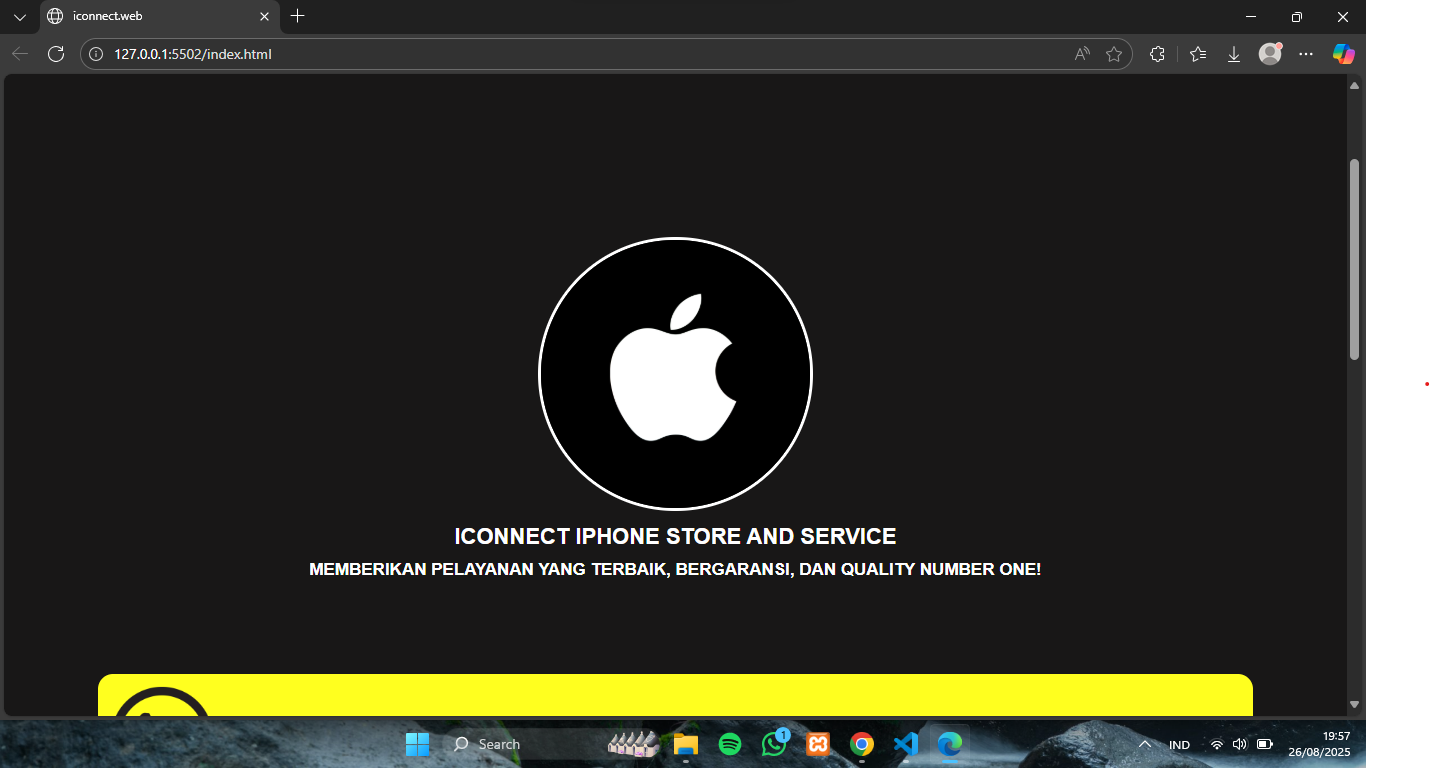 iconnect.web
127.0.0.1:5502/index.html
ICONNECT IPHONE STORE AND SERVICE
MEMBERIKAN PELAYANAN YANG TERBAIK, BERGARANSI, DAN QUALITY NUMBER ONE!
Search
1
IND
19:57
26/08/2025